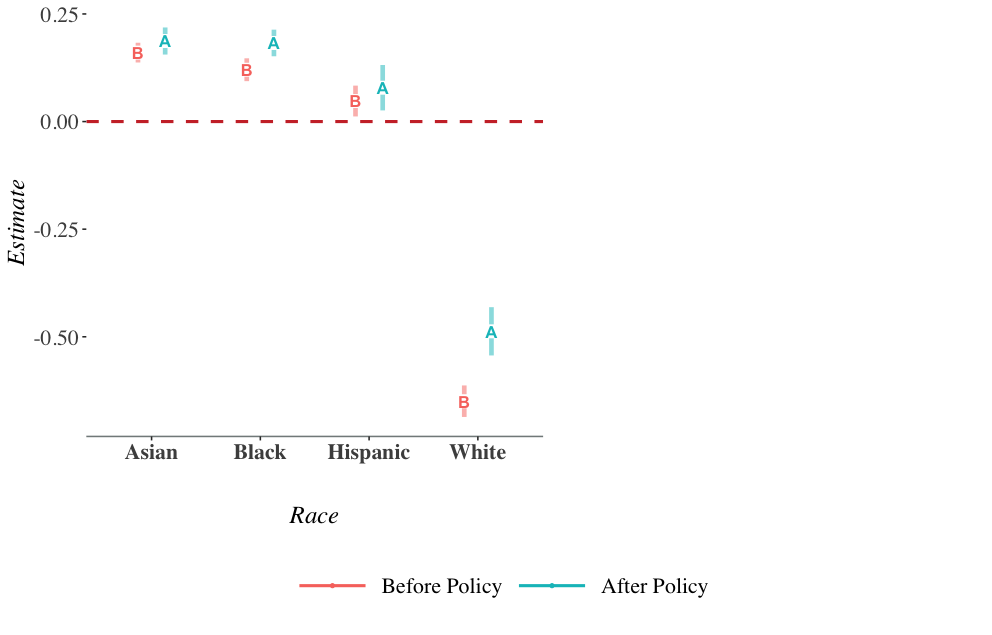 0.25
0.00
-0.25
-0.50
Estimate
B
A
B
A
B
A
B
A
Asian Black Hispanic White
Race
Before Policy After Policy